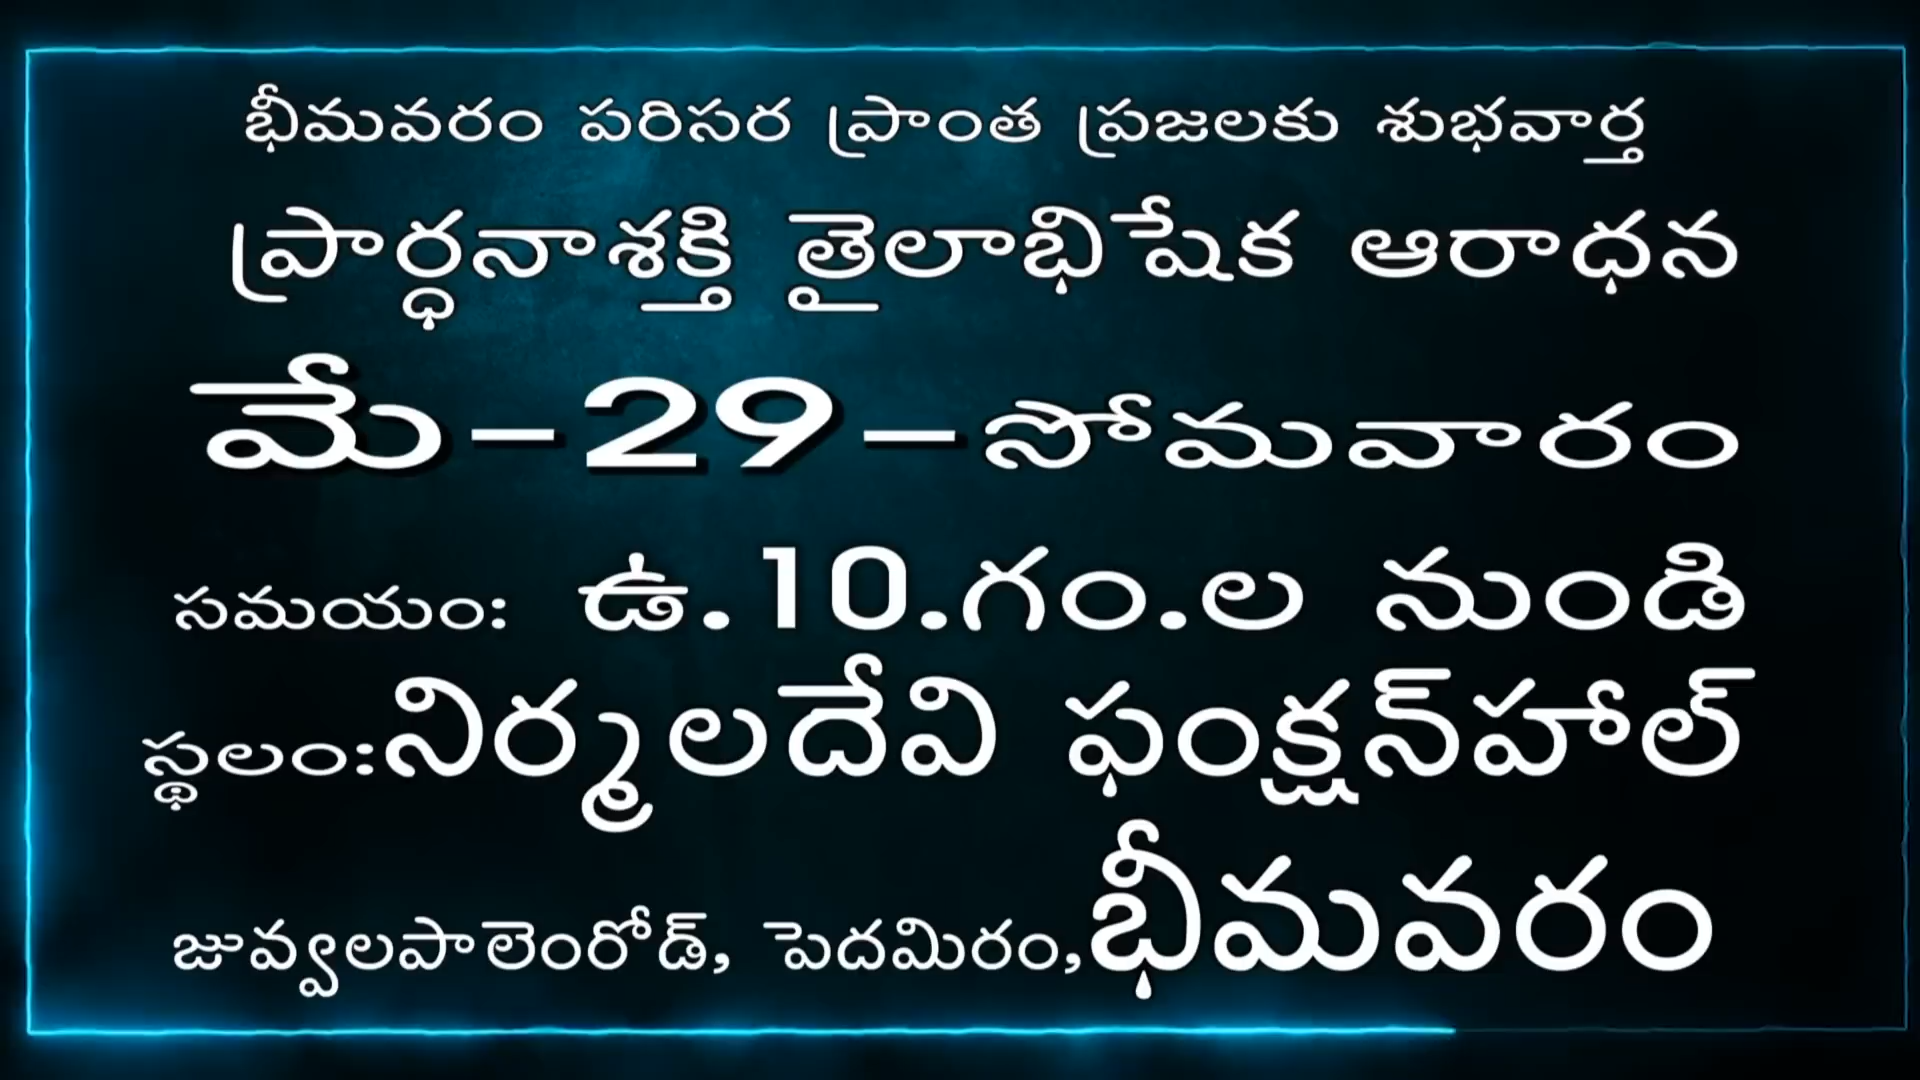 భీమవరం పరిసర ప్రాంత ప్రజలకు శుభవార్త
ప్రార్ధనాశక్తి తైలాభిషేక ఆరాధన
మే-29-సోమవారం
సమయం: ఉ.10.గం.ల నుండి
స్థలం:నిర్మలదేవి ఫంక్షన్‌హాల్
జువ్వలపాలెంరోడ్, పెదమిరం,భీమవరం